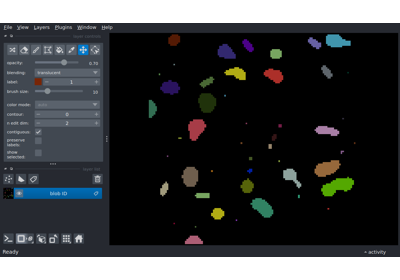 File View Layers Plugins Window Help
opacity: 0.70
blending: translucent
label: 1
brush size: 10
color mode:
contour: 0
n edit dim: 2
contiguous:
preserve labels:
show selected:
blob ID
Ready
activity